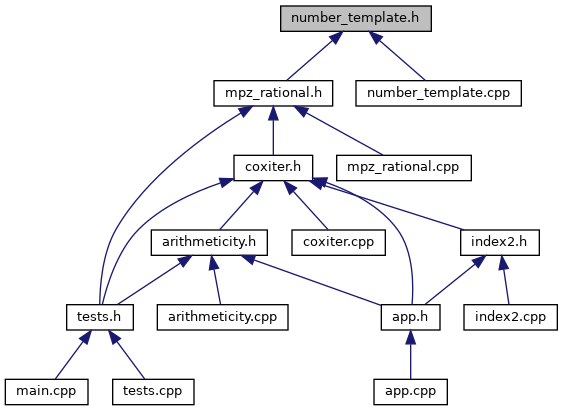 number_template.h
mpz_rational.h
number_template.cpp
coxiter.h
mpz_rational.cpp
arithmeticity.h
coxiter.cpp
index2.h
tests.h
arithmeticity.cpp
app.h
index2.cpp
main.cpp
tests.cpp
app.cpp